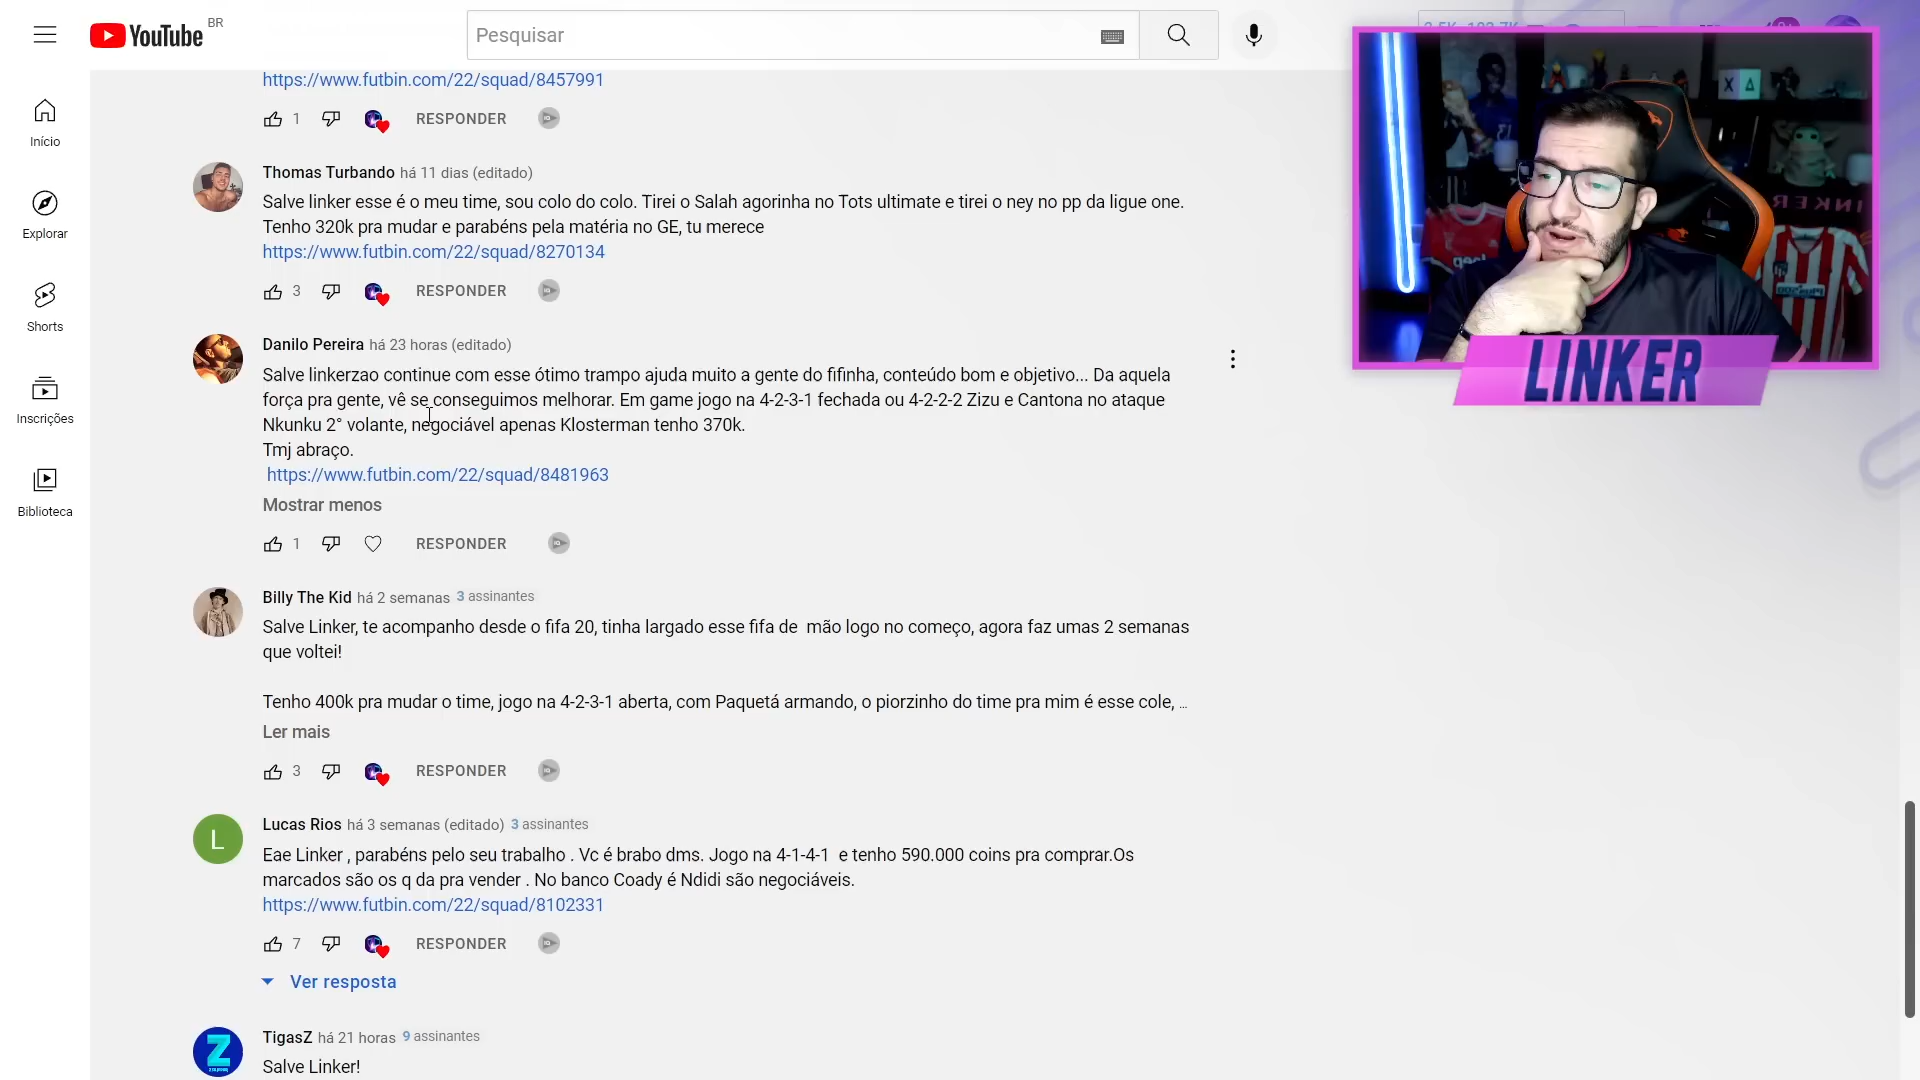 YouTube BR
Pesquisar
https://www.futbin.com/22/squad/8457991
1 RESPONDER
Início
Thomas Turbando há 11 dias (editado)
Salve linker esse é o meu time, sou colo do colo. Tirei o Salah agorinha no Tots ultimate e tirei o ney no pp da ligue one.
Tenho 320k pra mudar e parabéns pela matéria no GE, tu merece
https://www.futbin.com/22/squad/8270134
3 RESPONDER
Explorar
Shorts
Danilo Pereira há 23 horas (editado)
Salve linkerzao continue com esse ótimo trampo ajuda muito a gente do fifinha, conteúdo bom e objetivo... Da aquela
força pra gente, vê se conseguimos melhorar. Em game jogo na 4-2-3-1 fechada ou 4-2-2-2 Zizu e Cantona no ataque
Nkunku 2° volante, negociável apenas Klosterman tenho 370k.
Tmj abraço.
https://www.futbin.com/22/squad/8481963
Mostrar menos
1 RESPONDER
Inscrições
Biblioteca
LINKER
Billy The Kid há 2 semanas 3 assinantes
Salve Linker, te acompanho desde o fifa 20, tinha largado esse fifa de  mão logo no começo, agora faz umas 2 semanas
que voltei!
Tenho 400k pra mudar o time, jogo na 4-2-3-1 aberta, com Paquetá armando, o piorzinho do time pra mim é esse cole, ...
Ler mais
3 RESPONDER
L
Lucas Rios há 3 semanas (editado) 3 assinantes
Eae Linker , parabéns pelo seu trabalho . Vc é brabo dms. Jogo na 4-1-4-1  e tenho 590.000 coins pra comprar.Os
marcados são os q da pra vender . No banco Coady é Ndidi são negociáveis.
https://www.futbin.com/22/squad/8102331
7 RESPONDER
Ver resposta
Z
TigasZ há 21 horas 9 assinantes
Salve Linker!